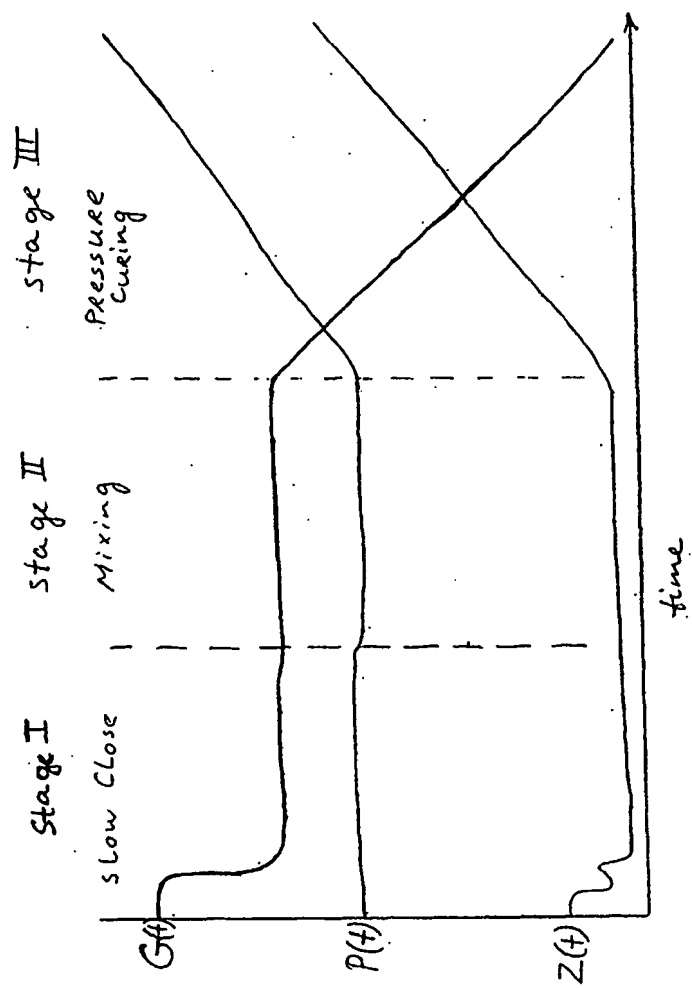 Stage I
Stage II
Stage III
Slow Close
Mixing
Pressure
Curing
G(t)
P(t)
Z(t)
time